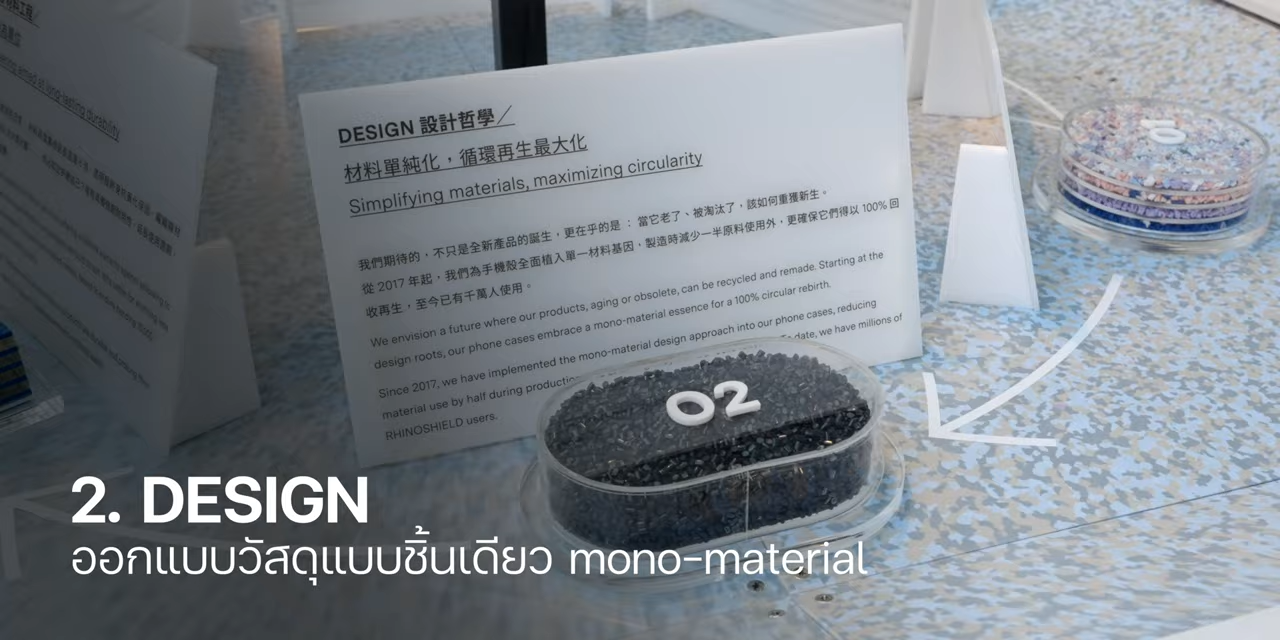 DESIGN 設計哲學／
材料單純化，循環再生最大化
Simplifying materials, maximizing circularity
我們期待的，不只是全新產品的誕生，更在乎的是：當它老了、被淘汰了，該如何重獲新生。
從 2017 年起，我們為手機殼全面植入單一材料基因，製造時減少一半原料使用外，更確保它們得以 100% 回
收再生，至今已有千萬人使用。
We envision a future where our products, aging or obsolete, can be recycled and remade. Starting at the
design roots, our phone cases embrace a mono-material essence for a 100% circular rebirth.
Since 2017, we have implemented the mono-material design approach into our phone cases, reducing
material use by half during production date, we have millions of
RHINOSHIELD users.
02
2. DESIGN
ออกแบบวัสดุแบบชิ้นเดียว mono-material